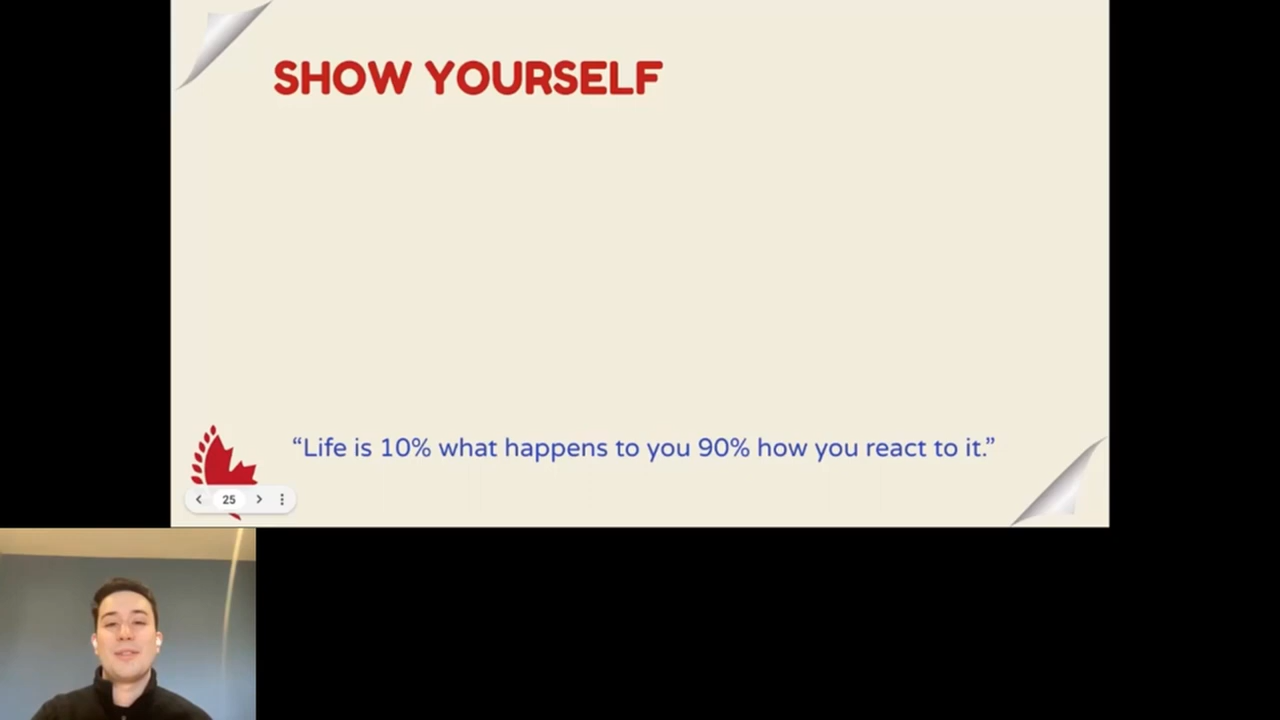 SHOW YOURSELF
“Life is 10% what happens to you 90% how you react to it.”
25